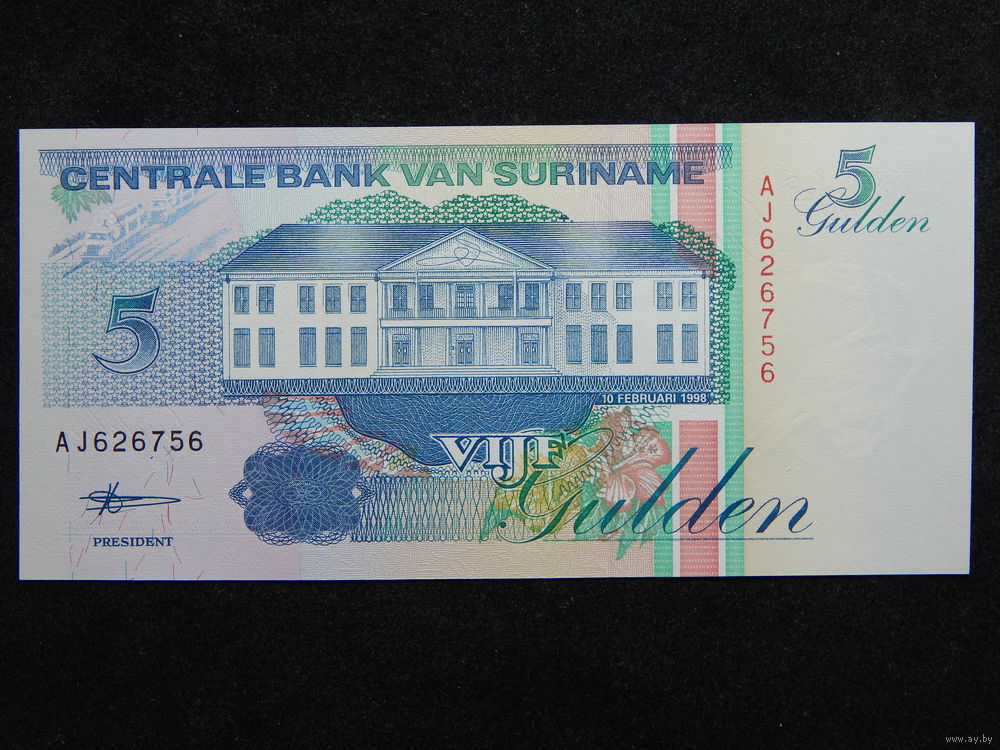 CENTRALE BANK VAN SURINAME
5
Gulden
AJ626756
5
10 FEBRUARI 1998
AJ626756
VIJF
Gulden
PRESIDENT
www.ay.by